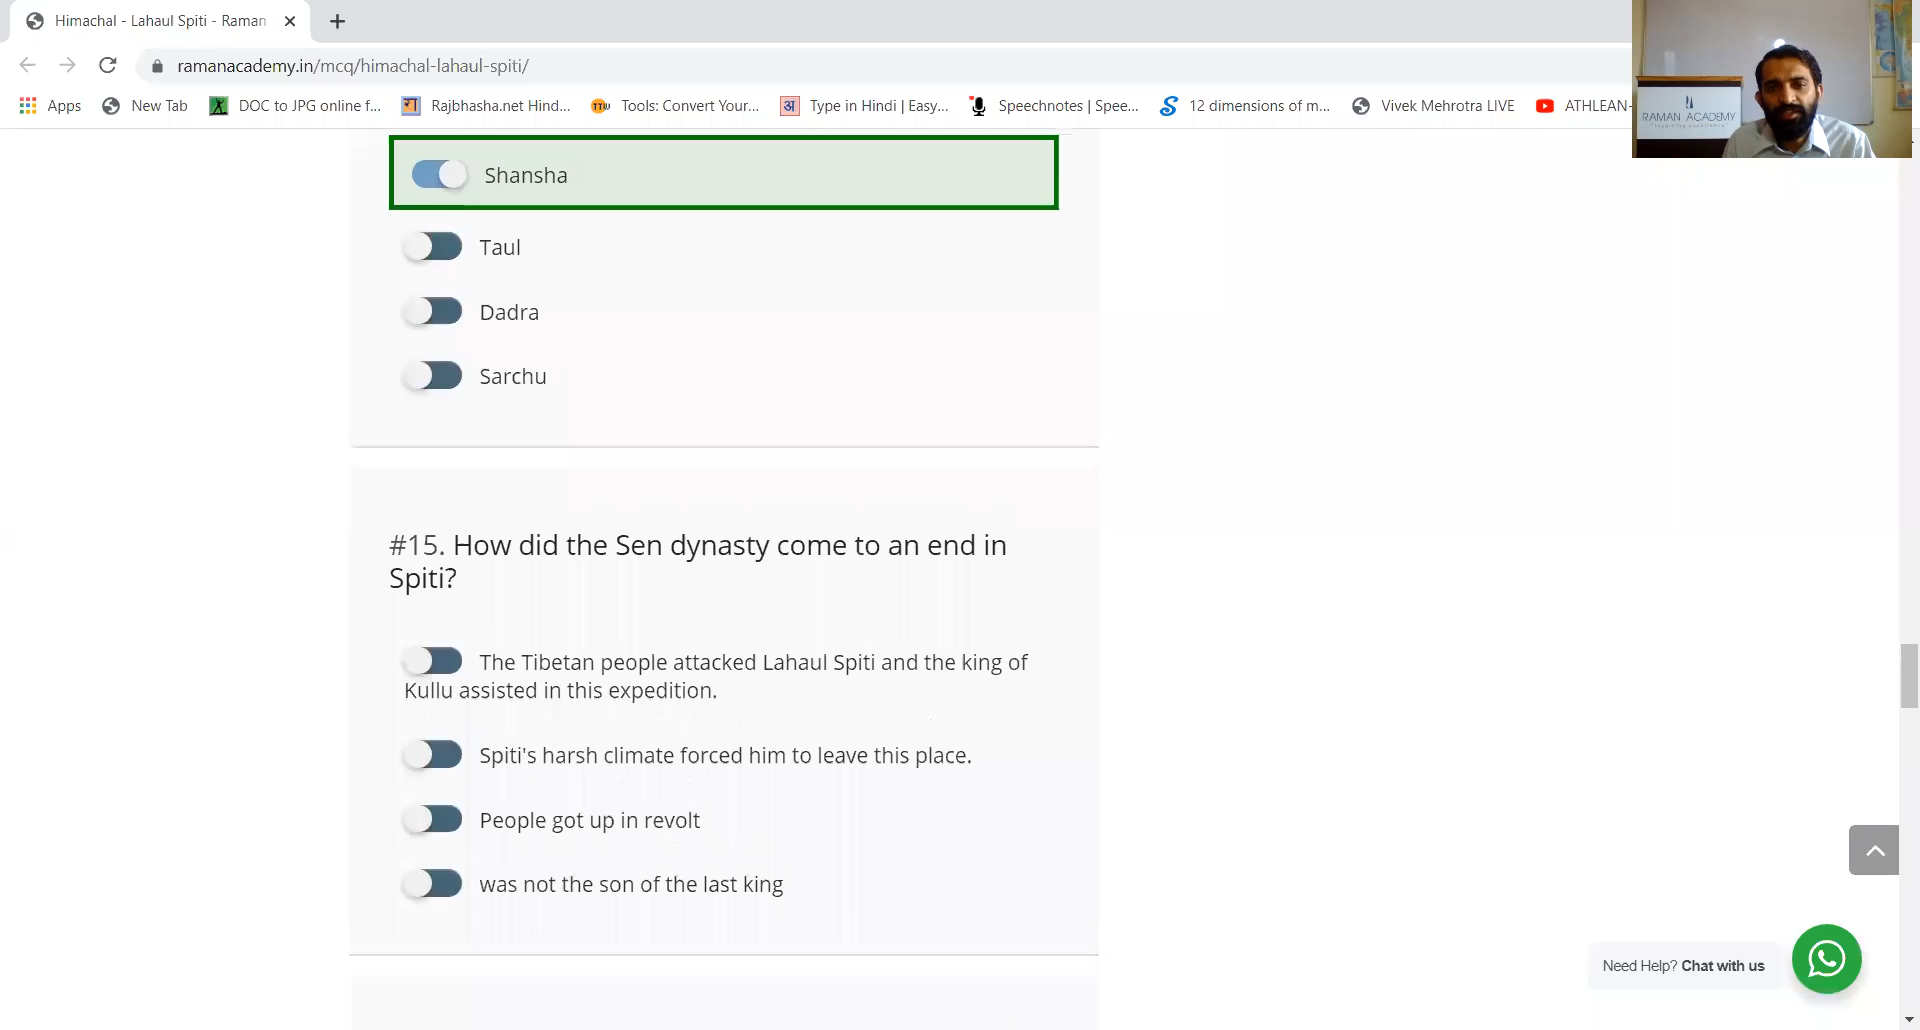 Himachal - Lahaul Spiti - Raman
ramanacademy.in/mcq/himachal-lahaul-spiti/
Apps New Tab DOC to JPG online f... Rajbhasha.net Hind... Tools: Convert Your... Type in Hindi | Easy... Speechnotes | Spee... 12 dimensions of m... Vivek Mehrotra LIVE ATHLEAN-
RAMAN ACADEMY
Shansha
Taul
Dadra
Sarchu
#15. How did the Sen dynasty come to an end in
Spiti?
The Tibetan people attacked Lahaul Spiti and the king of
Kullu assisted in this expedition.
Spiti's harsh climate forced him to leave this place.
People got up in revolt
was not the son of the last king
Need Help? Chat with us